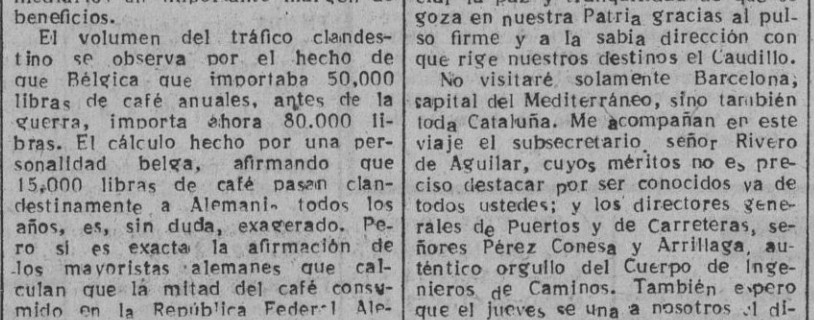 beneficios.
El volumen del tráfico clandes-
tino se observa por el hecho de
que Bélgica que importaba 50,000
libras de café anuales, antes de la
guerra, importa ahora 80.000 li-
bras. El cálculo hecho por una per-
sonalidad belga, afirmando que
15,000 libras de café pasan clan-
destinamente a Alemania todos los
años, es, sin duda, exagerado. Pe-
ro si es exacta la afirmación de
los mayoristas alemanes que cal-
culan que la mitad del café consu-
mido en la República Federal Ale-
goza en nuestra Patria gracias al pul-
so firme y a la sabia dirección con
que rige nuestros destinos el Caudillo.
No visitaré solamente Barcelona,
capital del Mediterráneo, sino también
toda Cataluña. Me acompañan en este
viaje el subsecretario, señor Rivero
de Aguilar, cuyos méritos no es pre-
ciso destacar por ser conocidos ya de
todos ustedes; y los directores gene-
rales de Puertos y de Carreteras, se-
ñores Pérez Conesa y Arrillaga, au-
téntico orgullo del Cuerpo de Inge-
nieros de Caminos. También espero
que el jueves se una a nosotros el di-